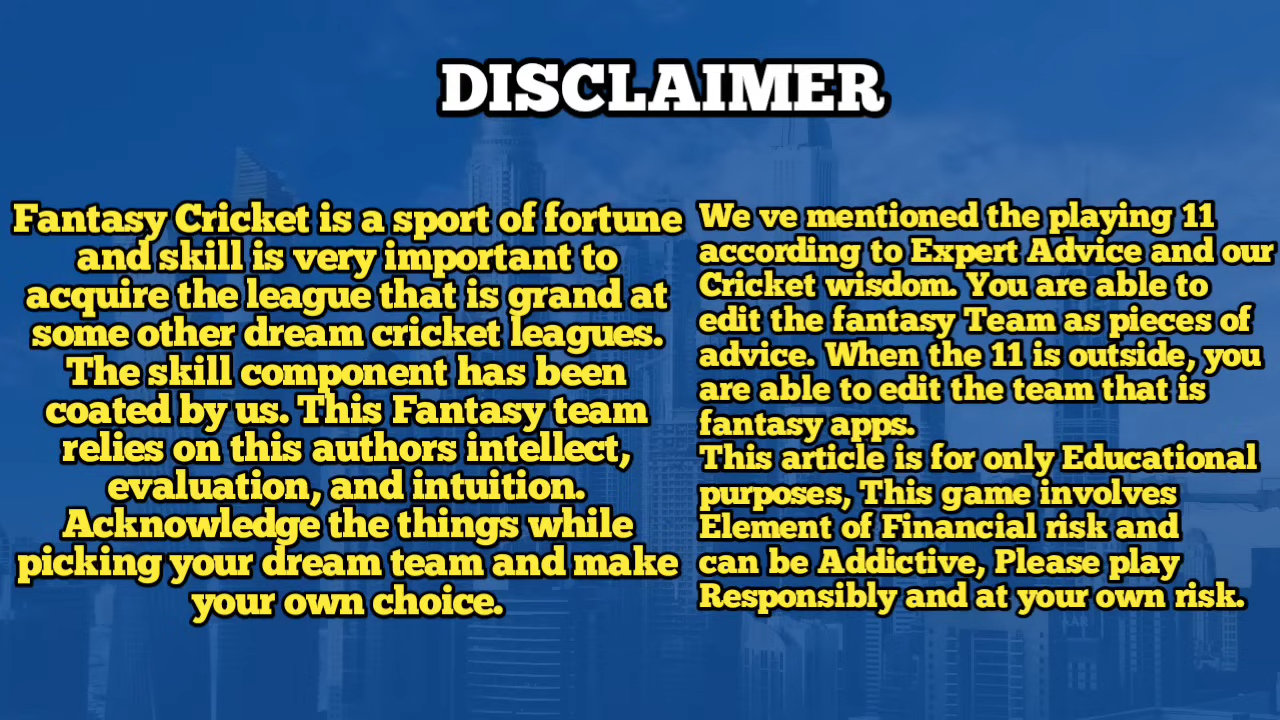 DISCLAIMER
Fantasy Cricket is a sport of fortune
and skill is very important to
acquire the league that is grand at
some other dream cricket leagues.
The skill component has been
coated by us. This Fantasy team
relies on this authors intellect,
evaluation, and intuition.
Acknowledge the things while
picking your dream team and make
your own choice.
We ve mentioned the playing 11
according to Expert Advice and our
Cricket wisdom. You are able to
edit the fantasy Team as pieces of
advice. When the 11 is outside, you
are able to edit the team that is
fantasy apps.
This article is for only Educational
purposes, This game involves
Element of Financial risk and
can be Addictive, Please play
Responsibly and at your own risk.